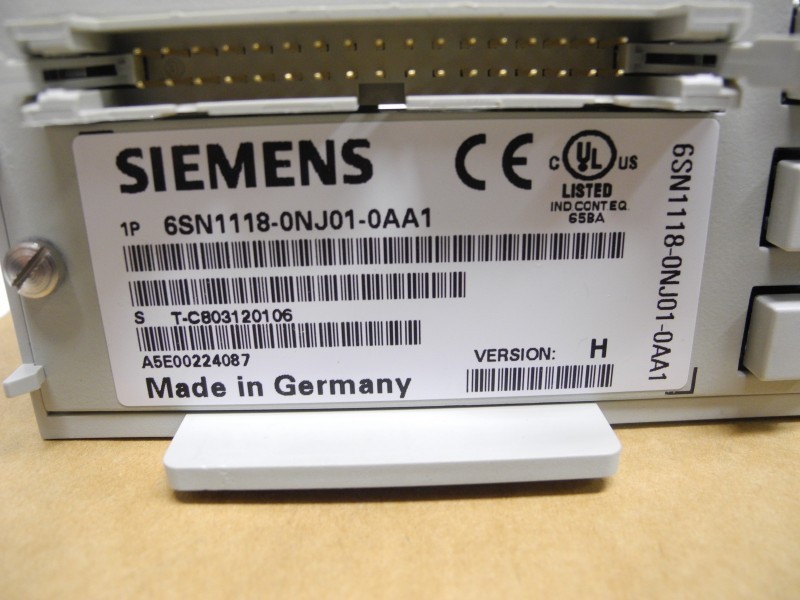 SIEMENS
CE
C UL US
LISTED
IND CONT EQ.
65BA
1P 6SN1118-0NJ01-0AA1
S T-C803120106
A5E00224087
VERSION: H
Made in Germany
6SN1118-0NJ01-0AA1